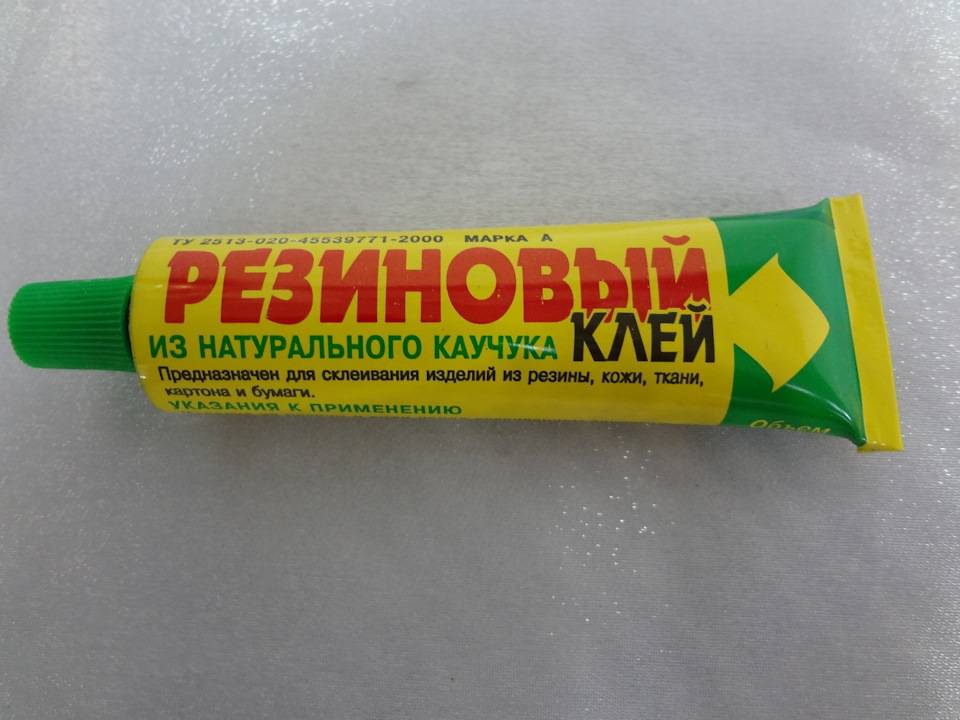 ТУ 2513-020-45539771-2000 МАРКА А
РЕЗИНОВЫЙ
КЛЕЙ
ИЗ НАТУРАЛЬНОГО КАУЧУКА
Предназначен для склеивания изделий из резины, кожи, ткани,
картона и бумаги.
УКАЗАНИЯ К ПРИМЕНЕНИЮ
Объем